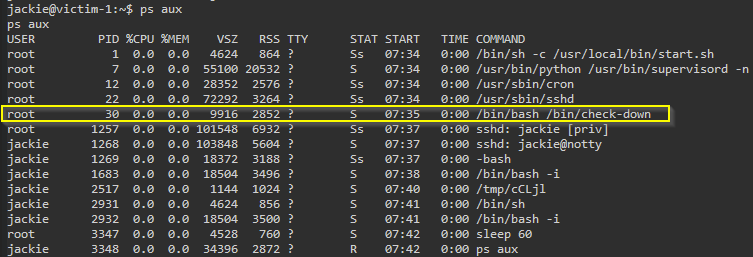 jackie@victim-1:~$ ps aux
ps aux
USER PID %CPU %MEM VSZ RSS TTY STAT START TIME COMMAND
root 1 0.0 0.0 4624 864 ? Ss 07:34 0:00 /bin/sh -c /usr/local/bin/start.sh
root 7 0.0 0.0 55100 20532 ? S 07:34 0:00 /usr/bin/python /usr/bin/supervisord -n
root 12 0.0 0.0 28352 2576 ? Ss 07:34 0:00 /usr/sbin/cron
root 22 0.0 0.0 72292 3264 ? Ss 07:34 0:00 /usr/sbin/sshd
root 30 0.0 0.0 9916 2852 ? S 07:35 0:00 /bin/bash /bin/check-down
root 1257 0.0 0.0 101548 6932 ? Ss 07:37 0:00 sshd: jackie [priv]
jackie 1268 0.0 0.0 103848 5604 ? S 07:37 0:00 sshd: jackie@notty
jackie 1269 0.0 0.0 18372 3188 ? Ss 07:37 0:00 -bash
jackie 1683 0.0 0.0 18504 3496 ? S 07:38 0:00 /bin/bash -i
jackie 2517 0.0 0.0 1144 1024 ? S 07:40 0:00 /tmp/cCLjl
jackie 2931 0.0 0.0 4624 856 ? S 07:41 0:00 /bin/sh
jackie 2932 0.0 0.0 18504 3500 ? S 07:41 0:00 /bin/bash -i
root 3347 0.0 0.0 4528 760 ? S 07:42 0:00 sleep 60
jackie 3348 0.0 0.0 34396 2872 ? R 07:42 0:00 ps aux